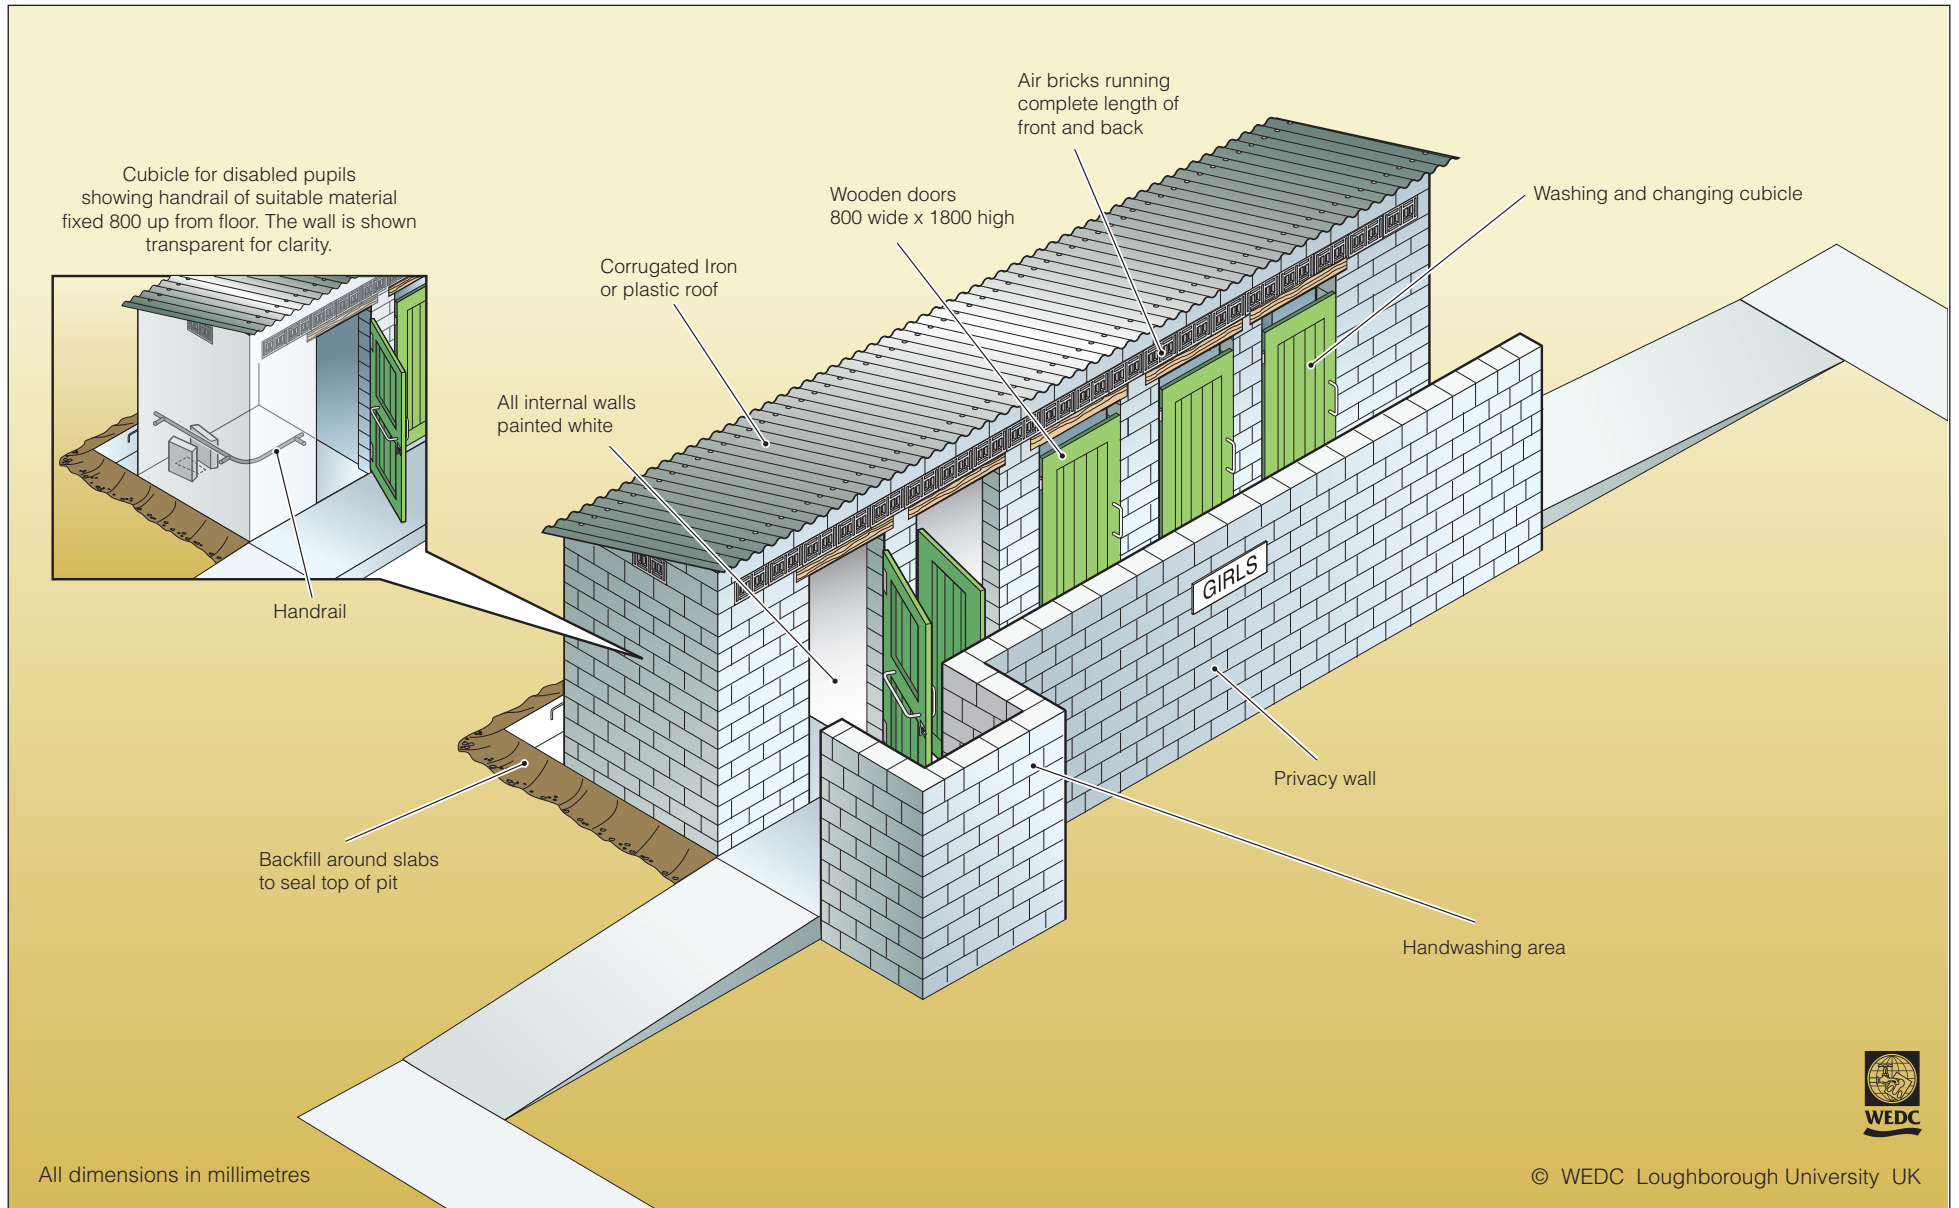 Air bricks running
complete length of
front and back
Cubicle for disabled pupils
showing handrail of suitable material
fixed 800 up from floor. The wall is shown
transparent for clarity.
Wooden doors
800 wide x 1800 high
Washing and changing cubicle
Corrugated Iron
or plastic roof
All internal walls
painted white
Handrail
GIRLS
Privacy wall
Backfill around slabs
to seal top of pit
Handwashing area
WEDC
All dimensions in millimetres
© WEDC Loughborough University UK